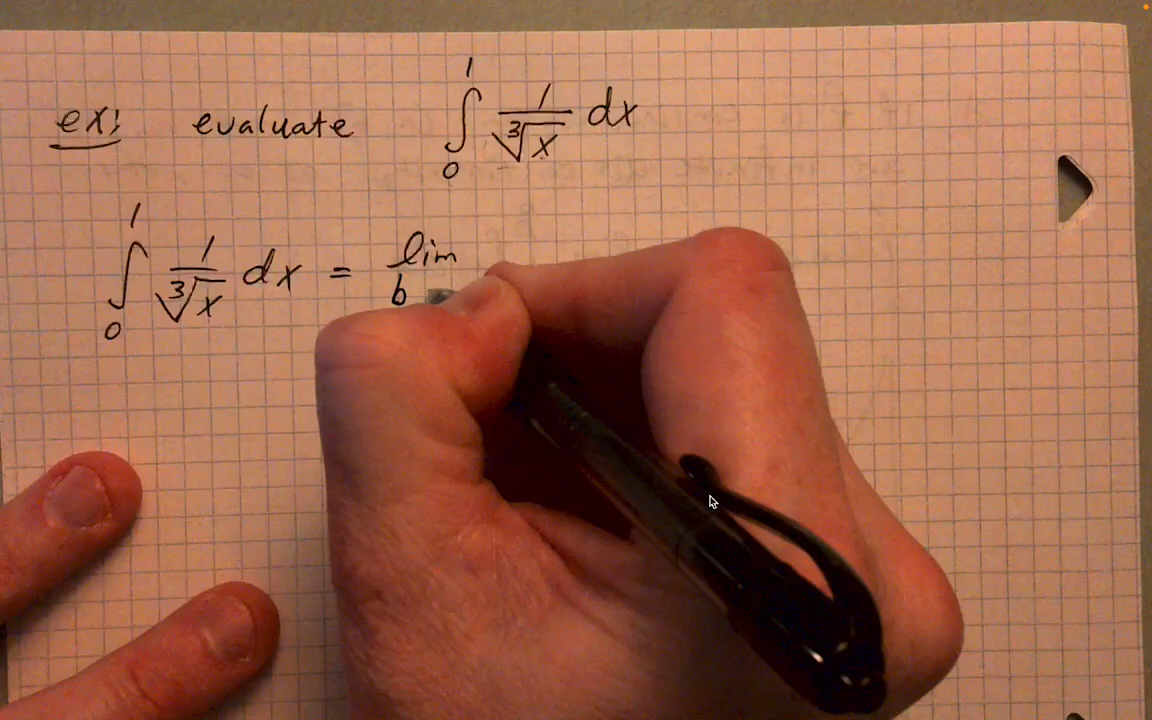 ex: evaluate ∫₀¹ 1/∛x dx
∫₀¹ 1/∛x dx = lim
b